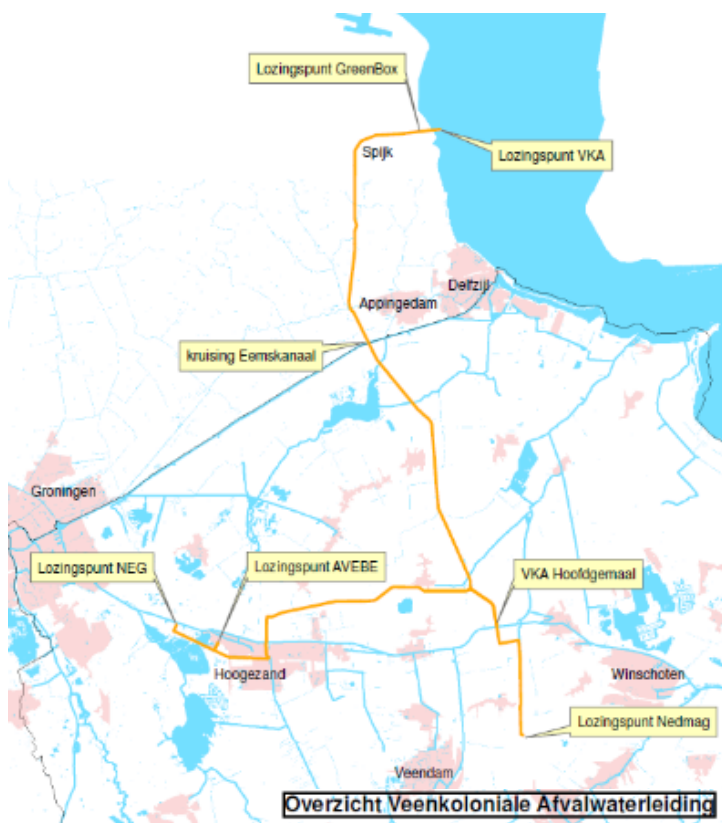 Lozingspunt GreenBox
Spijk
Lozingspunt VKA
Delfzijl
Appingedam
kruising Eemskanaal
Groningen
Lozingspunt NEG
Lozingspunt AVEBE
VKA Hoofdgemaal
Hoogezand
Winschoten
Lozingspunt Nedmag
Veendam
Overzicht Veenkoloniale Afvalwaterleiding